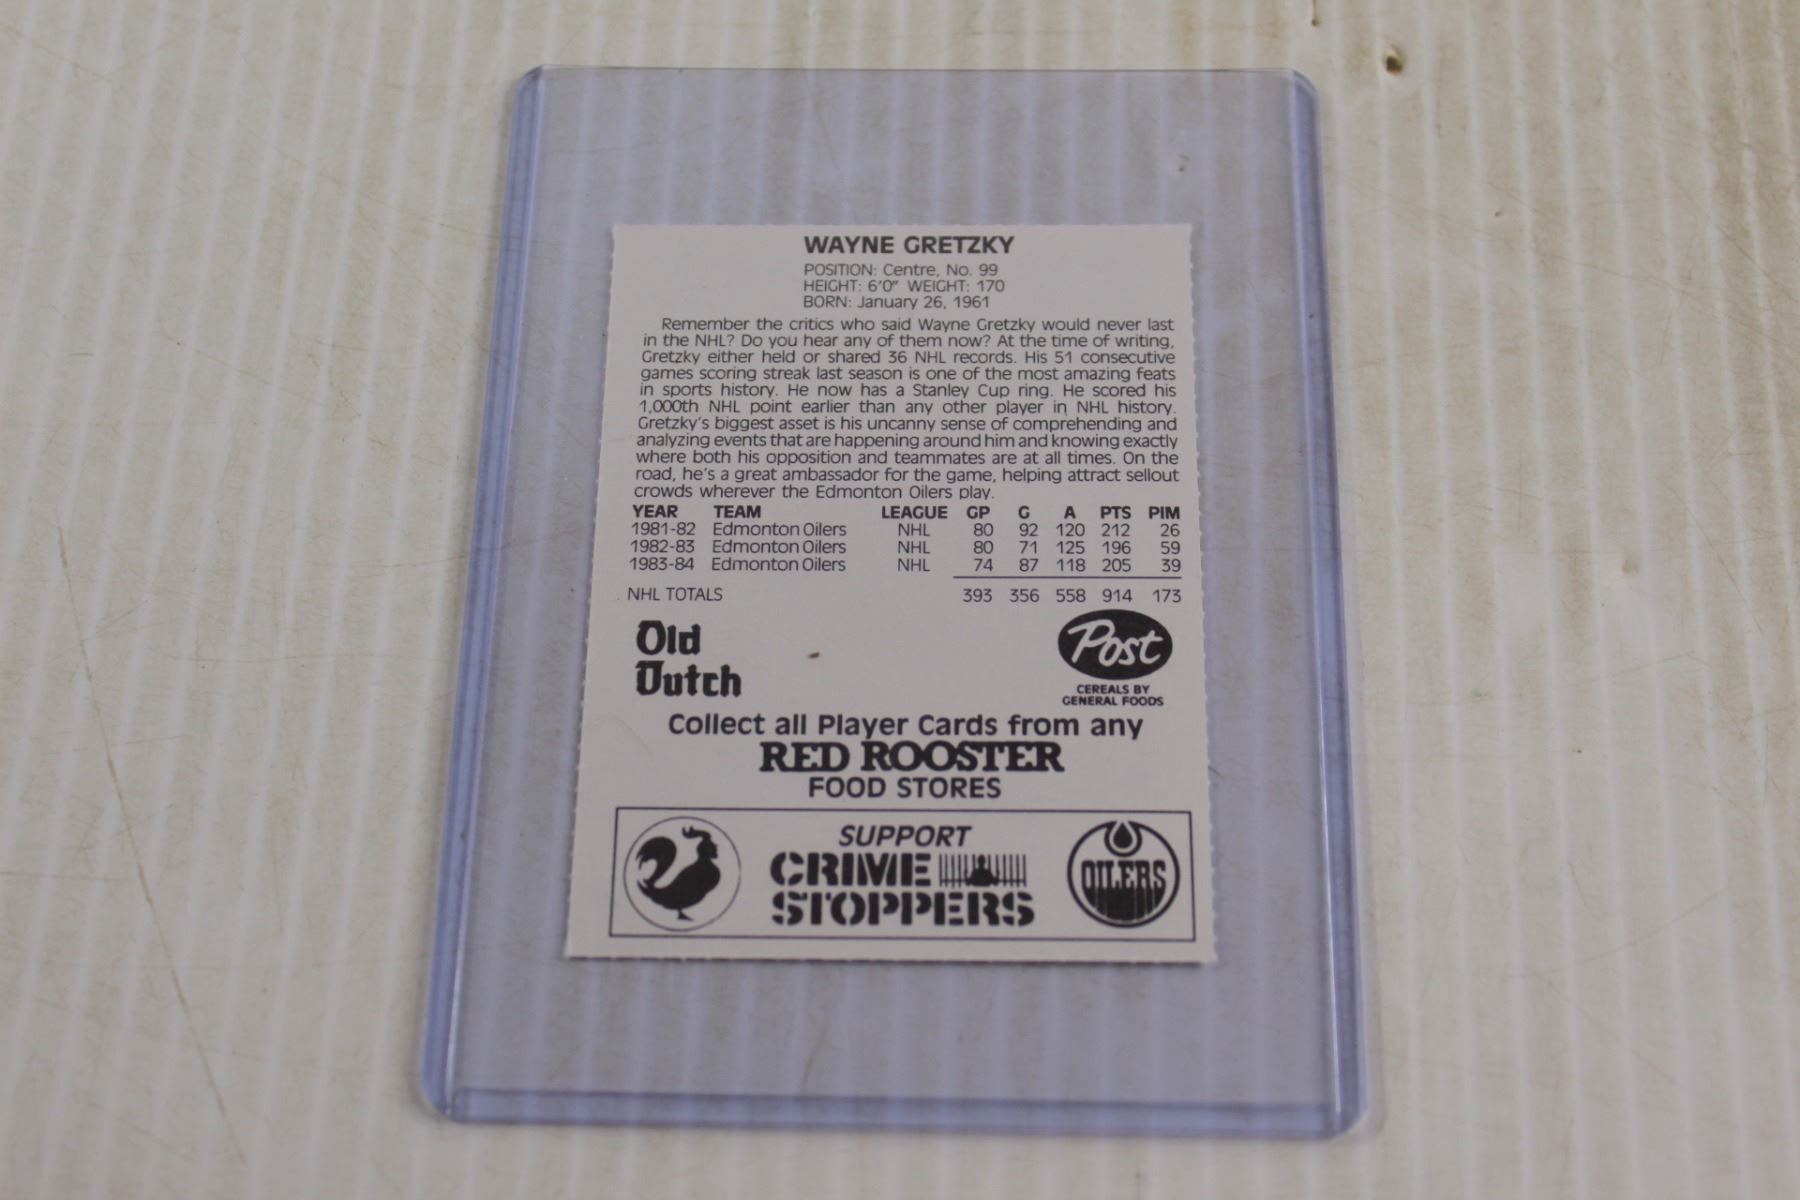 WAYNE GRETZKY
POSITION: Centre, No. 99
HEIGHT: 6'0" WEIGHT: 170
BORN: January 26, 1961
Remember the critics who said Wayne Gretzky would never last
in the NHL? Do you hear any of them now? At the time of writing,
Gretzky either held or shared 36 NHL records. His 51 consecutive
games scoring streak last season is one of the most amazing feats
in sports history. He now has a Stanley Cup ring. He scored his
1,000th NHL point earlier than any other player in NHL history.
Gretzky's biggest asset is his uncanny sense of comprehending and
analyzing events that are happening around him and knowing exactly
where both his opposition and teammates are at all times. On the
road, he's a great ambassador for the game, helping attract sellout
crowds wherever the Edmonton Oilers play.
YEAR TEAM LEAGUE GP G A PTS PIM
1981-82 Edmonton Oilers NHL 80 92 120 212 26
1982-83 Edmonton Oilers NHL 80 71 125 196 59
1983-84 Edmonton Oilers NHL 74 87 118 205 39
NHL TOTALS 393 356 558 914 173
Old
Dutch
Post
CEREALS BY
GENERAL FOODS
Collect all Player Cards from any
RED ROOSTER
FOOD STORES
SUPPORT
CRIME
STOPPERS
OILERS